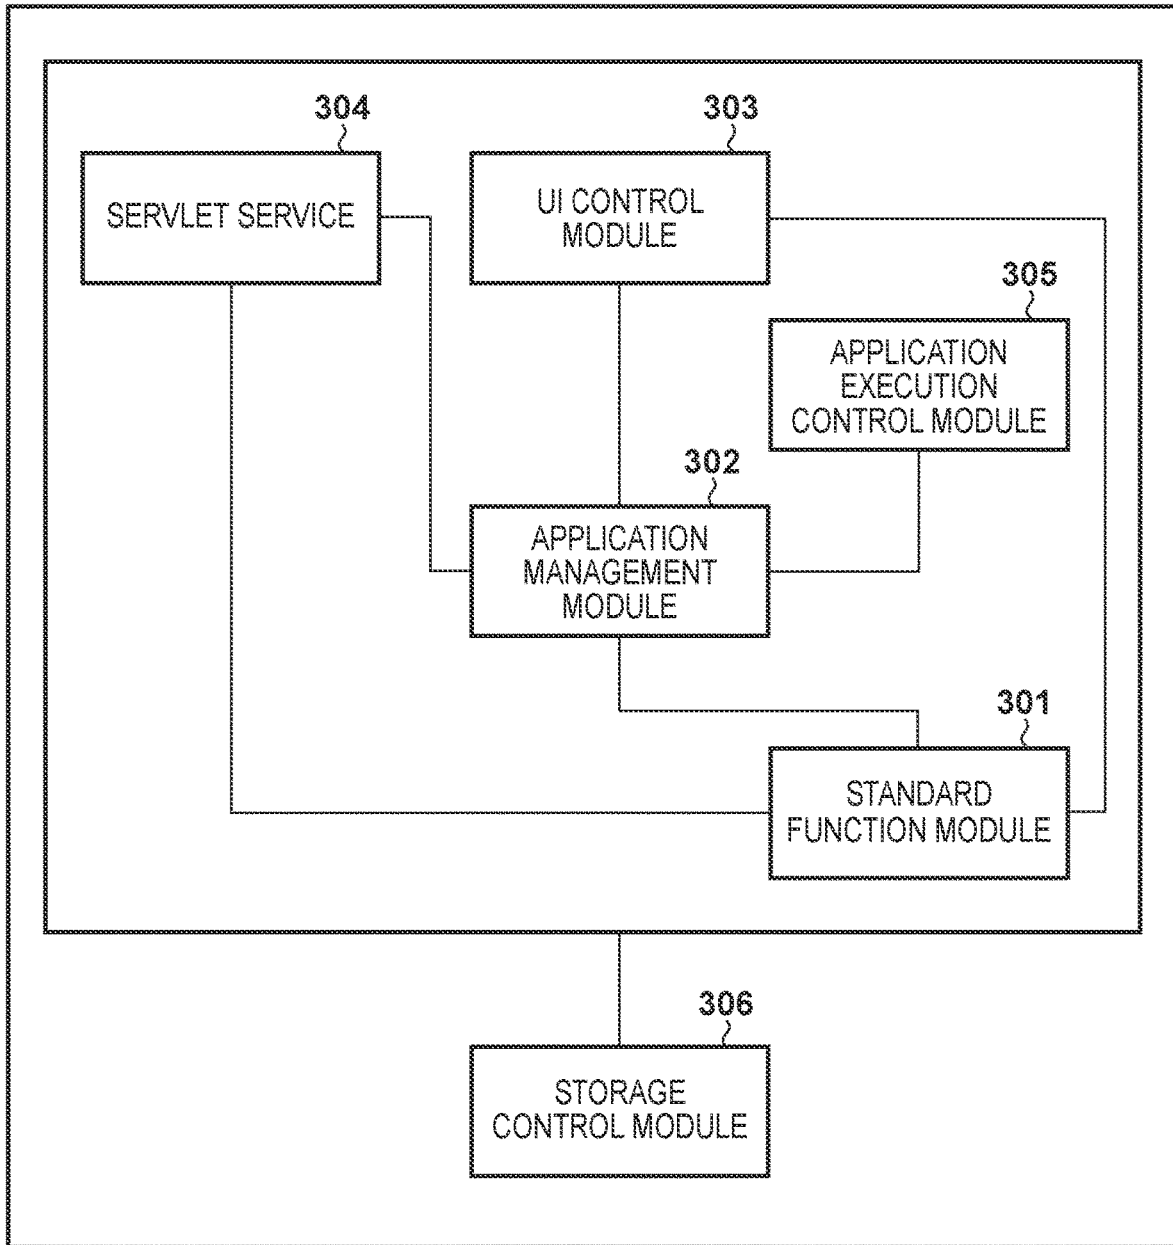 304
SERVLET SERVICE
303
UI CONTROL
MODULE
305
APPLICATION
EXECUTION
CONTROL MODULE
302
APPLICATION
MANAGEMENT
MODULE
301
STANDARD
FUNCTION MODULE
306
STORAGE
CONTROL MODULE